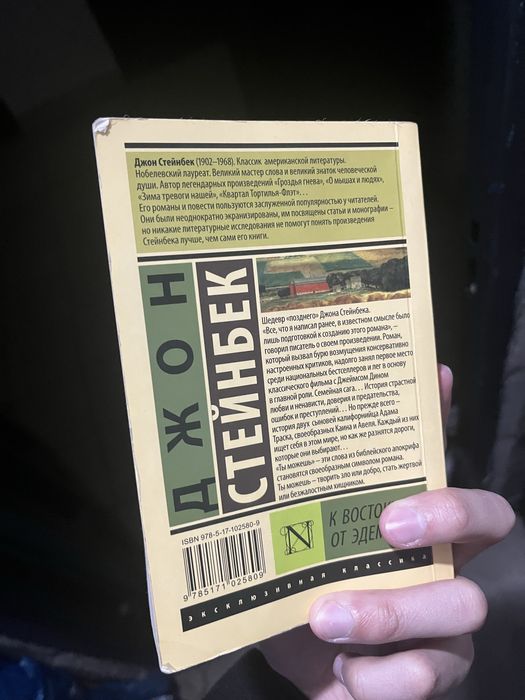 Джон Стейнбек (1902–1968). Классик американской литературы.
Нобелевский лауреат. Великий мастер слова и великий знаток человеческой
души. Автор легендарных произведений «Гроздья гнева», «О мышах и людях»,
«Зима тревоги нашей», «Квартал Тортилья-Флэт»...
Его романы и повести пользуются заслуженной популярностью у читателей.
Они были неоднократно экранизированы, им посвящены статьи и монографии –
но никакие литературные исследования не помогут понять произведения
Стейнбека лучше, чем сами его книги.
ДЖОН
СТЕЙНБЕК
Шедевр «позднего» Джона Стейнбека.
«Все, что я написал ранее, в известном смысле было
лишь подготовкой к созданию этого романа», –
говорил писатель о своем произведении. Роман,
который вызвал бурю возмущения консервативно
настроенных критиков, надолго занял первое место
среди национальных бестселлеров и лег в основу
классического фильма с Джеймсом Дином
в главной роли. Семейная сага... История страстной
любви и ненависти, доверия и предательства,
ошибок и преступлений... Но прежде всего –
история двух сыновей калифорнийца Адама
Траска, своеобразных Каина и Авеля. Каждый из них
ищет себя в этом мире, но как же разнятся дороги,
которые они выбирают...
«Ты можешь» – эти слова из библейского апокрифа
становятся своеобразным символом романа.
Ты можешь – творить зло или добро, стать жертвой
или безжалостным хищником.
ISBN 978-5-17-102580-9
9 785171 025809
N
К ВОСТОК
ОТ ЭДЕ
эксклюзивная классика